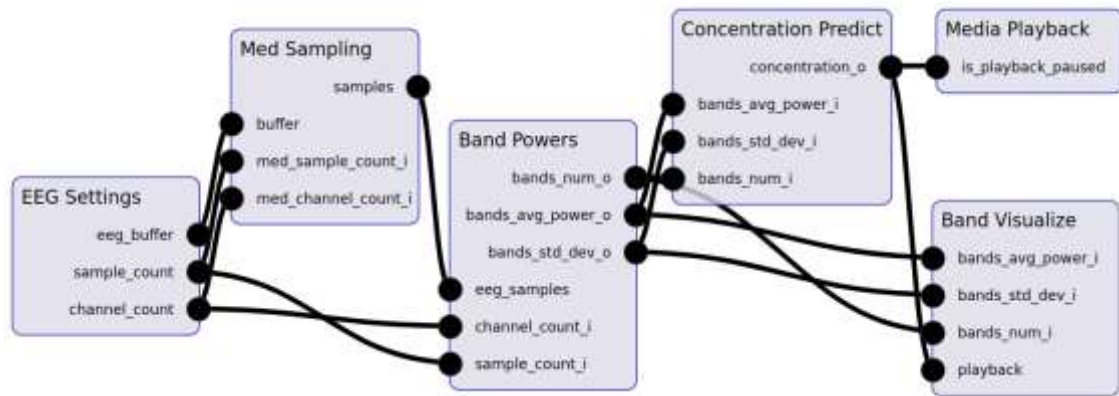 EEG Settings
eeg_buffer
sample_count
channel_count
Med Sampling
samples
buffer
med_sample_count_i
med_channel_count_i
Band Powers
bands_num_o
bands_avg_power_o
bands_std_dev_o
eeg_samples
channel_count_i
sample_count_i
Concentration Predict
concentration_o
bands_avg_power_i
bands_std_dev_i
bands_num_i
Media Playback
is_playback_paused
Band Visualize
bands_avg_power_i
bands_std_dev_i
bands_num_i
playback